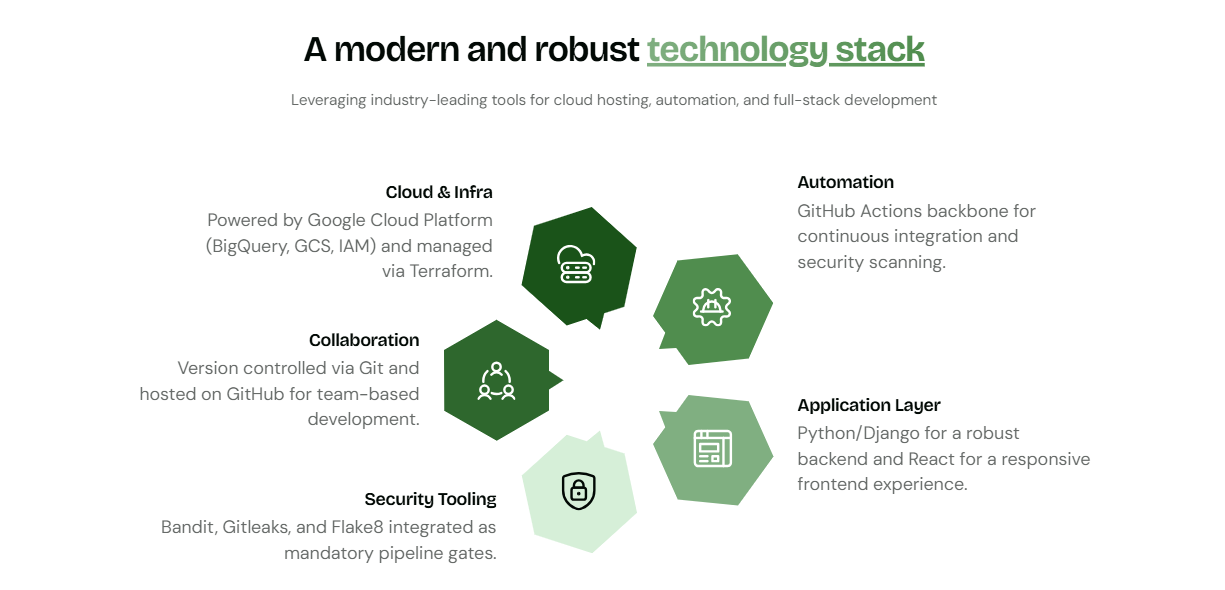 A modern and robust technology stack
Leveraging industry-leading tools for cloud hosting, automation, and full-stack development
Cloud & Infra
Powered by Google Cloud Platform
(BigQuery, GCS, IAM) and managed
via Terraform.
Automation
GitHub Actions backbone for
continuous integration and
security scanning.
Collaboration
Version controlled via Git and
hosted on GitHub for team-based
development.
Application Layer
Python/Django for a robust
backend and React for a responsive
frontend experience.
Security Tooling
Bandit, Gitleaks, and Flake8 integrated as
mandatory pipeline gates.